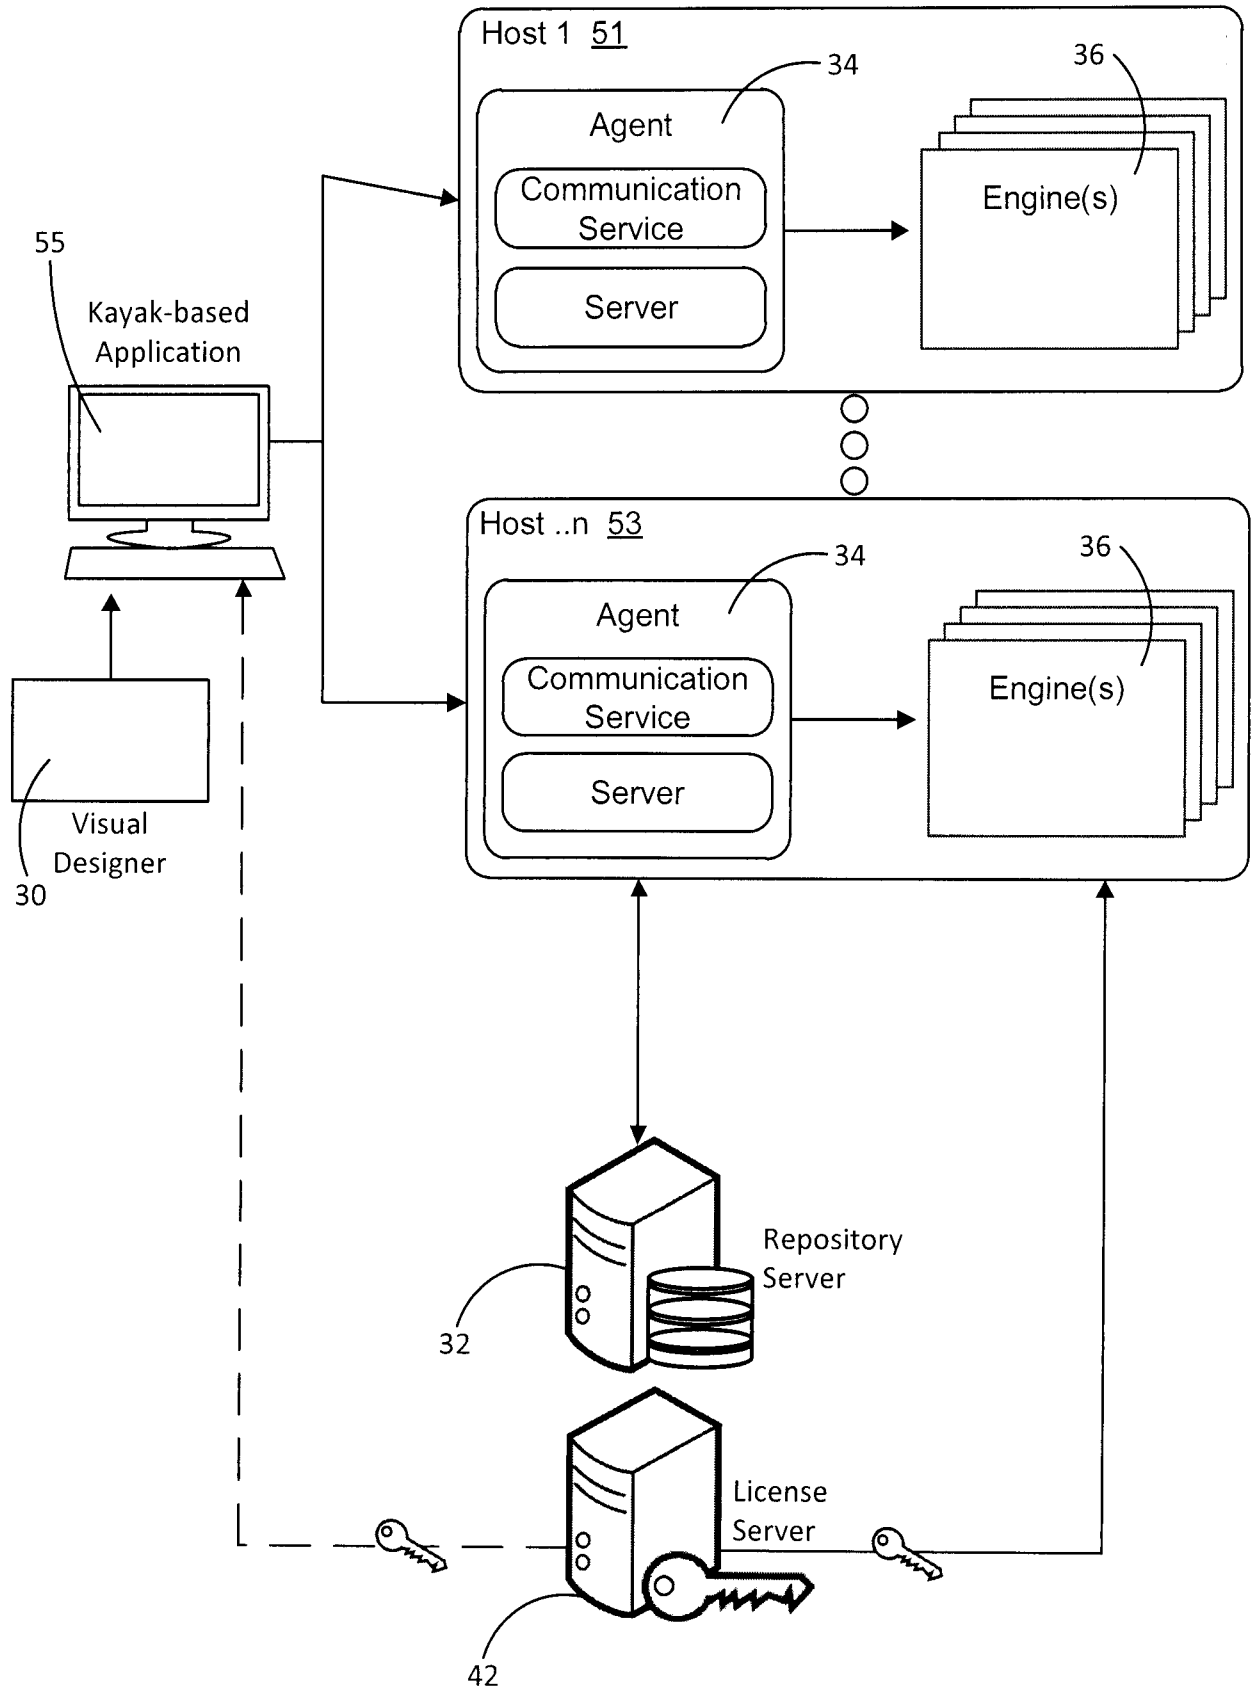 Host 1 51
34
36
Agent
Communication
Service
Server
Engine(s)
55
Kayak-based
Application
Host ..n 53
34
36
Agent
Communication
Service
Server
Engine(s)
Visual
Designer
30
Repository
Server
32
License
Server
42